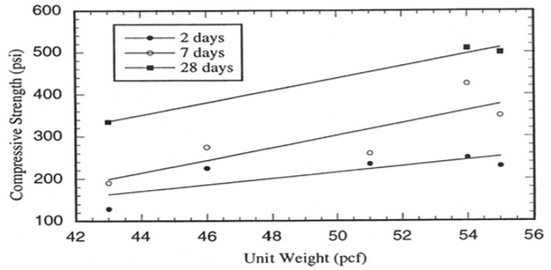 600
500
400
300
200
100
Compressive Strength (psi)
2 days
7 days
28 days
42 44 46 48 50 52 54 56
Unit Weight (pcf)